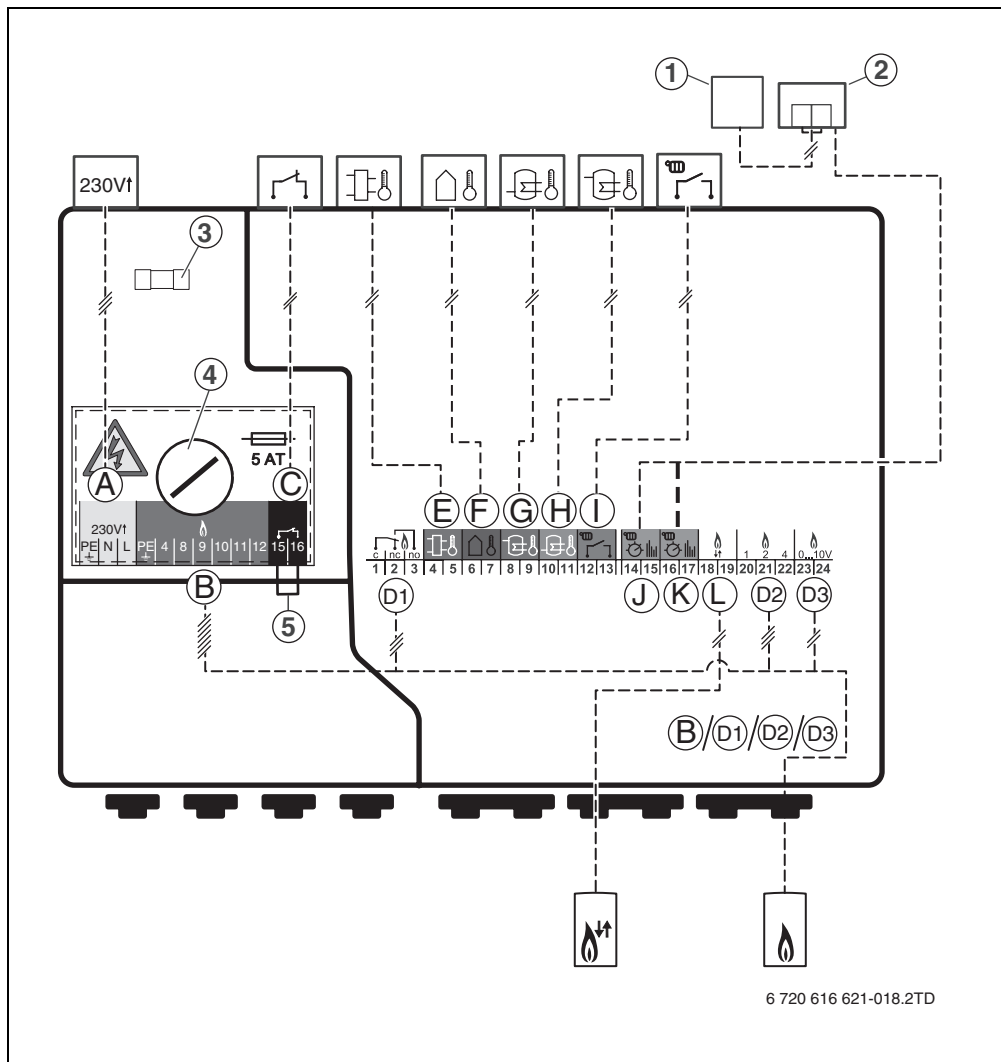 1
2
230V
3
4
5 AT
A
C
E
F
G
H
I
230V
PE N L PE 4 8 9 10 11 12 15 16
c nc no
1 2 4 0...10V
1 2 3 4 5 6 7 8 9 10 11 12 13 14 15 16 17 18 19 20 21 22 23 24
B
5
D1
J
K
L
D2
D3
B/D1/D2/D3
6 720 616 621-018.2TD